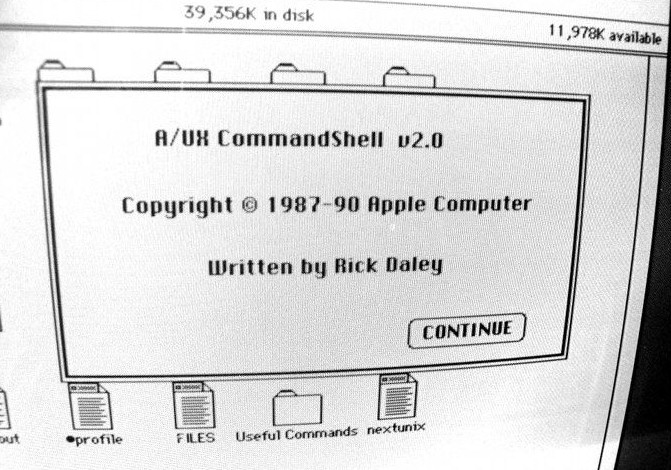 39,356K in disk
11,978K available
A/UX CommandShell v2.0
Copyright © 1987-90 Apple Computer
Written by Rick Daley
CONTINUE
out
●profile
FILES
Useful Commands
nextunix